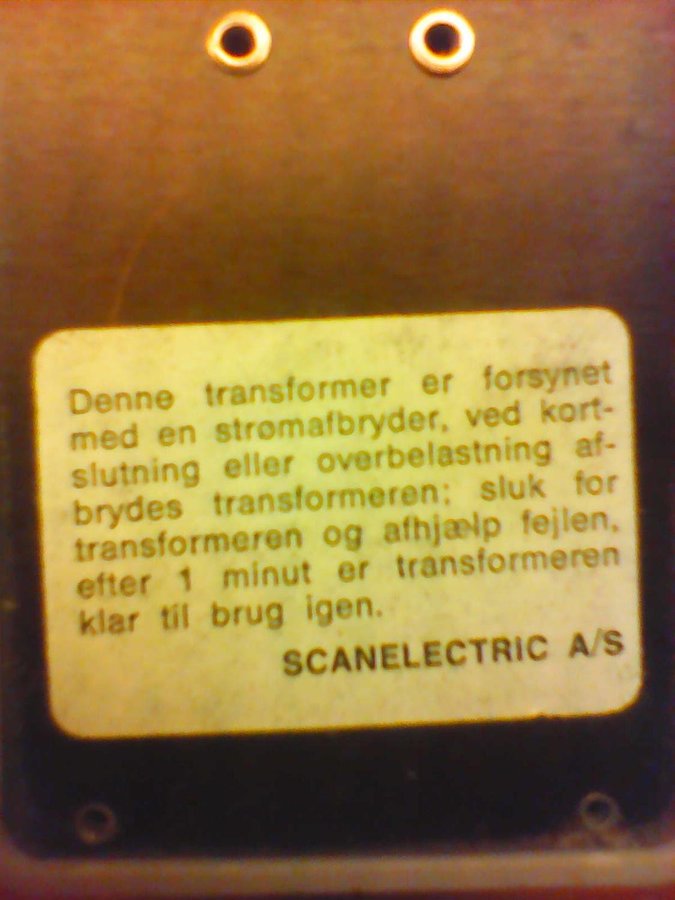 Denne transformer er forsynet
med en strømafbryder, ved kort-
slutning eller overbelastning af-
brydes transformeren; sluk for
transformeren og afhjælp fejlen,
efter 1 minut er transformeren
klar til brug igen.
SCANELECTRIC A/S